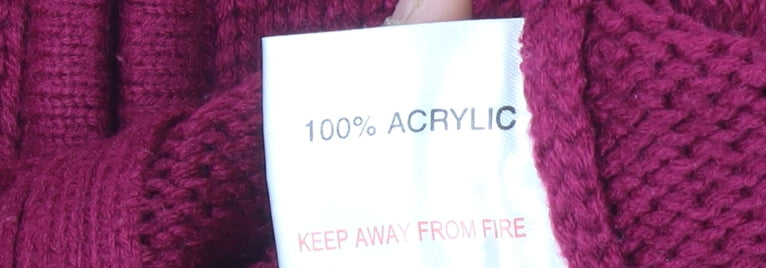 100% ACRYLIC
KEEP AWAY FROM FIRE